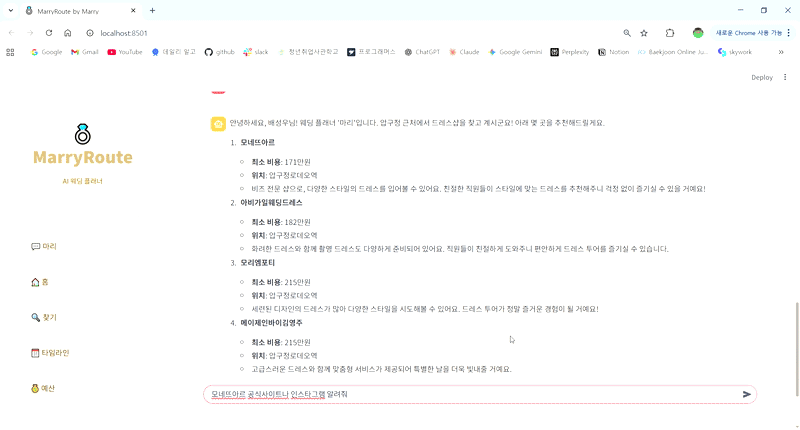 MarryRoute by Marry
localhost:8501
새로운 Chrome 사용 가능
Google
Gmail
YouTube
데일리 알고
github
slack
청년취업사관학교
프로그래머스
ChatGPT
Claude
Google Gemini
Perplexity
Notion
BaekJoon Online Ju...
skywork
Deploy
MarryRoute
AI 웨딩 플래너
마리
홈
찾기
타임라인
예산
안녕하세요, 배성우님! 웨딩 플래너 '마리'입니다. 압구정 근처에서 드레스샵을 찾고 계시군요! 아래 몇 곳을 추천해드릴게요.
1. 모네뜨아르
최소 비용: 171만원
위치: 압구정로데오역
비즈 전문 샵으로, 다양한 스타일의 드레스를 입어볼 수 있어요. 친절한 직원들이 스타일에 맞는 드레스를 추천해주니 걱정 없이 즐기실 수 있을 거예요!
2. 아비가일웨딩드레스
최소 비용: 182만원
위치: 압구정로데오역
화려한 드레스와 함께 촬영 드레스도 다양하게 준비되어 있어요. 직원들이 친절하게 도와주니 편안하게 드레스 투어를 즐기실 수 있습니다.
3. 모리엠포티
최소 비용: 215만원
위치: 압구정로데오역
세련된 디자인의 드레스가 많아 다양한 스타일을 시도해볼 수 있어요. 드레스 투어가 정말 즐거운 경험이 될 거예요!
4. 메이제인바이김영주
최소 비용: 215만원
위치: 압구정로데오역
고급스러운 드레스와 함께 맞춤형 서비스가 제공되어 특별한 날을 더욱 빛내줄 거예요.
모네뜨아르 공식사이트나 인스타그램 알려줘